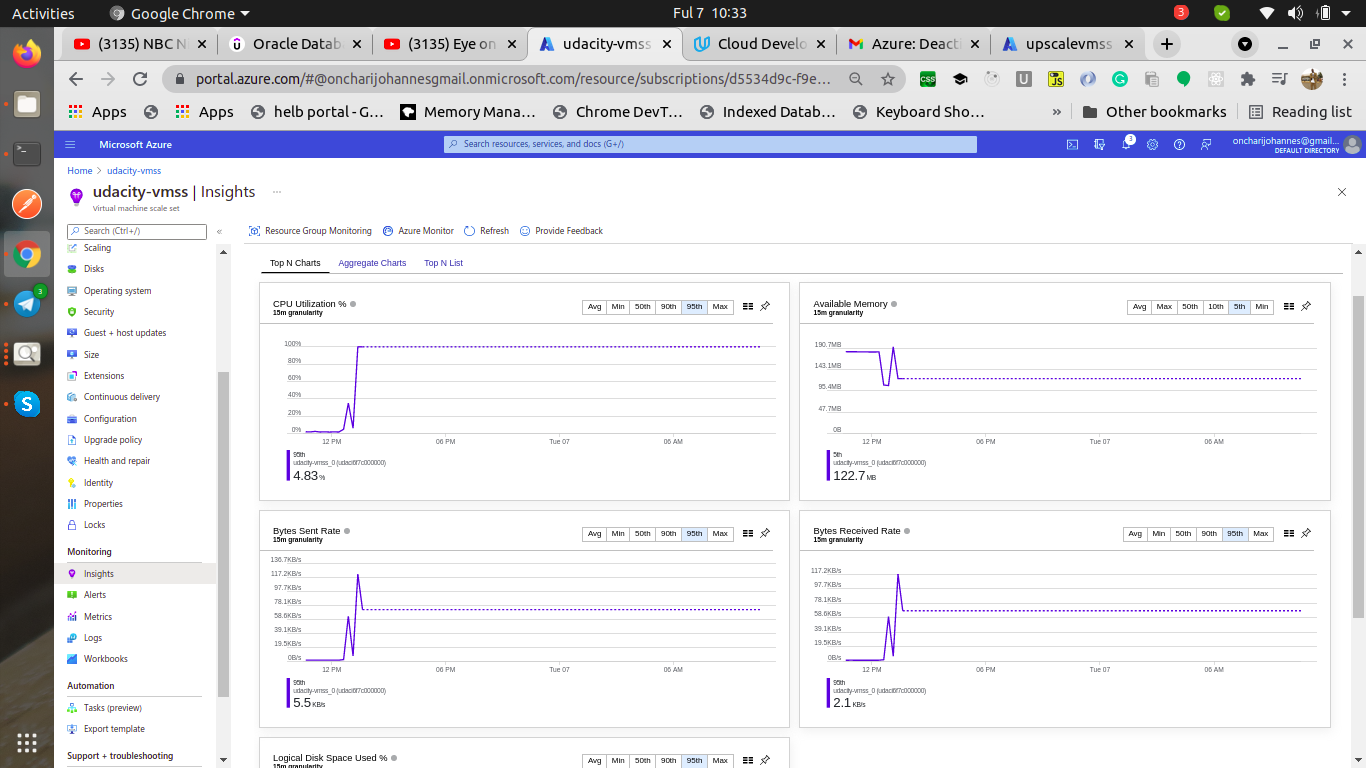 Activities
Google Chrome
Ful 7 10:33
3
(3135) NBC N
Oracle Datab
(3135) Eye on
udacity-vmss
Cloud Develo
Azure: Deacti
upscalevmss
portal.azure.com/#@oncharijohannesgmail.onmicrosoft.com/resource/subscriptions/d5534d9c-f9e…
CSS
JS
Apps
Apps
helb portal - G…
Memory Mana…
Chrome DevT…
Indexed Datab…
Keyboard Sho…
»
Other bookmarks
Reading list
Microsoft Azure
Search resources, services, and docs (G+/)
3
oncharijohannes@gmail…
DEFAULT DIRECTORY
Home > udacity-vmss
udacity-vmss | Insights …
Virtual machine scale set
Search (Ctrl+/)
«
Resource Group Monitoring
Azure Monitor
Refresh
Provide Feedback
Scaling
Disks
Operating system
Security
Guest + host updates
Size
Extensions
Continuous delivery
Configuration
Upgrade policy
Health and repair
Identity
Properties
Locks
Monitoring
Insights
Alerts
Metrics
Logs
Workbooks
Automation
Tasks (preview)
Export template
Support + troubleshooting
3
Top N Charts
Aggregate Charts
Top N List
CPU Utilization %
15m granularity
Avg Min 50th 90th 95th Max
100%
80%
60%
40%
20%
0%
12 PM 06 PM Tue 07 06 AM
95th
udacity-vmss_0 (udaci6f7c000000)
4.83 %
Available Memory
15m granularity
Avg Max 50th 10th 5th Min
190.7MB
143.1MB
95.4MB
47.7MB
0B
12 PM 06 PM Tue 07 06 AM
5th
udacity-vmss_0 (udaci6f7c000000)
122.7 MB
Bytes Sent Rate
15m granularity
Avg Min 50th 90th 95th Max
136.7KB/s
117.2KB/s
97.7KB/s
78.1KB/s
58.6KB/s
39.1KB/s
19.5KB/s
0B/s
12 PM 06 PM Tue 07 06 AM
95th
udacity-vmss_0 (udaci6f7c000000)
5.5 KB/s
Bytes Received Rate
15m granularity
Avg Min 50th 90th 95th Max
117.2KB/s
97.7KB/s
78.1KB/s
58.6KB/s
39.1KB/s
19.5KB/s
0B/s
12 PM 06 PM Tue 07 06 AM
95th
udacity-vmss_0 (udaci6f7c000000)
2.1 KB/s
Logical Disk Space Used %
15m granularity
Avg Min 50th 90th 95th Max